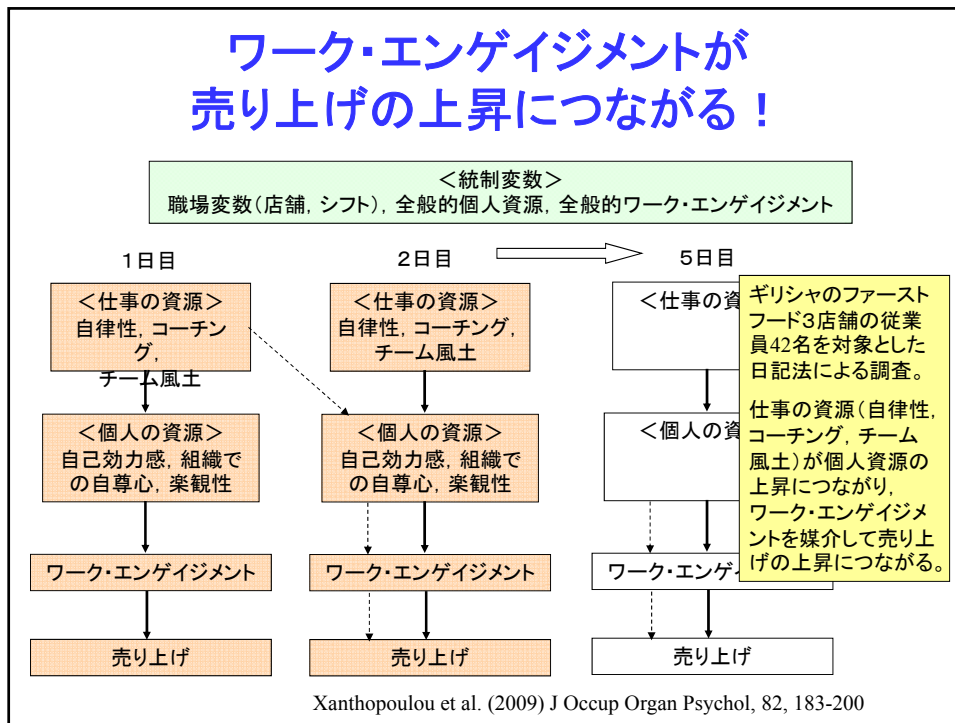 ワーク・エンゲイジメントが
売り上げの上昇につながる！
＜統制変数＞
職場変数（店舗，シフト），全般的個人資源，全般的ワーク・エンゲイジメント
１日目
２日目
５日目
＜仕事の資源＞
自律性，コーチン
グ，
チーム風土
＜個人の資源＞
自己効力感，組織で
の自尊心，楽観性
ワーク・エンゲイジメント
売り上げ
＜仕事の資源＞
自律性，コーチング，
チーム風土
＜個人の資源＞
自己効力感，組織で
の自尊心，楽観性
ワーク・エンゲイジメント
売り上げ
＜仕事の資
＜個人の資
ワーク・エンゲイ
売り上げ
ギリシャのファースト
フード３店舗の従業
員42名を対象とした
日記法による調査。
仕事の資源（自律性，
コーチング，チーム
風土）が個人資源の
上昇につながり，
ワーク・エンゲイジメ
ントを媒介して売り上
げの上昇につながる。
Xanthopoulou et al. (2009) J Occup Organ Psychol, 82, 183-200